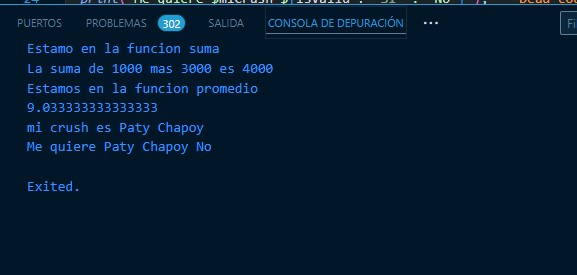 24 print('Me quiere $micrush ${isvalid ? 'Si' : 'No'}'); Dead cod
PUERTOS PROBLEMAS 302 SALIDA CONSOLA DE DEPURACIÓN ... Fi
Estamo en la funcion suma
La suma de 1000 mas 3000 es 4000
Estamos en la funcion promedio
9.033333333333333
mi crush es Paty Chapoy
Me quiere Paty Chapoy No
Exited.